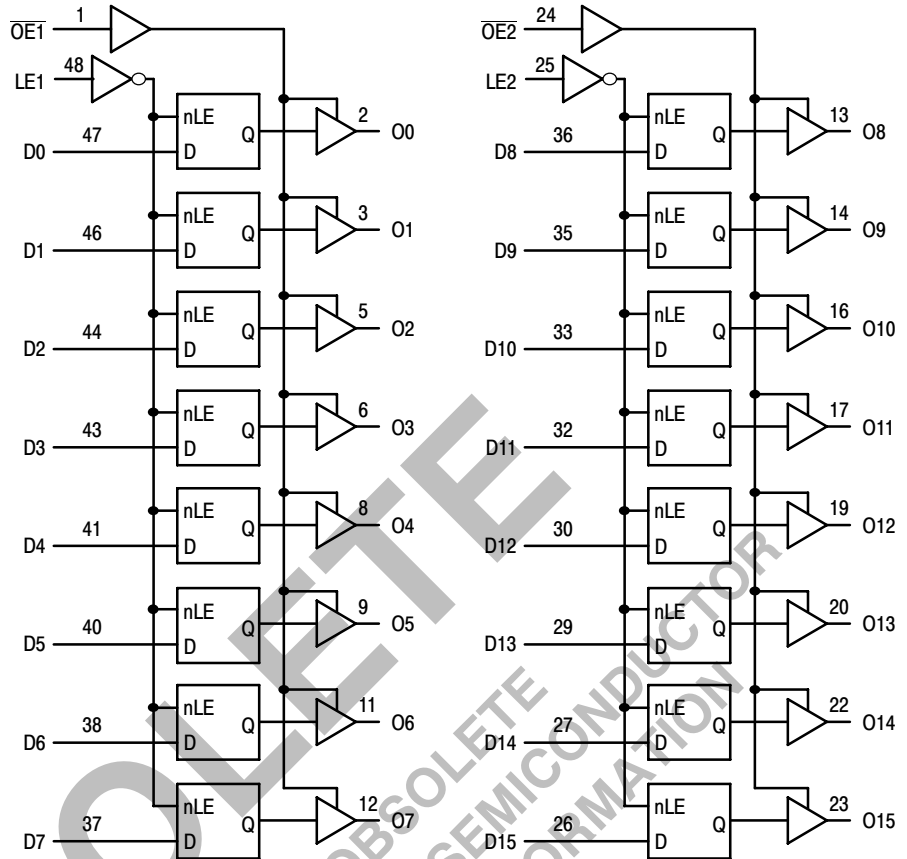 OE1 1 OE2 24
LE1 48 LE2 25
nLE 2 nLE 13
D0 47 D Q O0 D8 36 D Q O8
nLE 3 nLE 14
D1 46 D Q O1 D9 35 D Q O9
nLE 5 nLE 16
D2 44 D Q O2 D10 33 D Q O10
nLE 6 nLE 17
D3 43 D Q O3 D11 32 D Q O11
nLE 8 nLE 19
D4 41 D Q O4 D12 30 D Q O12
nLE 9 nLE 20
D5 40 D Q O5 D13 29 D Q O13
nLE 11 nLE 22
D6 38 D Q O6 D14 27 D Q O14
nLE 12 nLE 23
D7 37 D Q O7 D15 26 D Q O15
OLETE
OBSOLETE
SEMICONDUCTOR
FORMATION